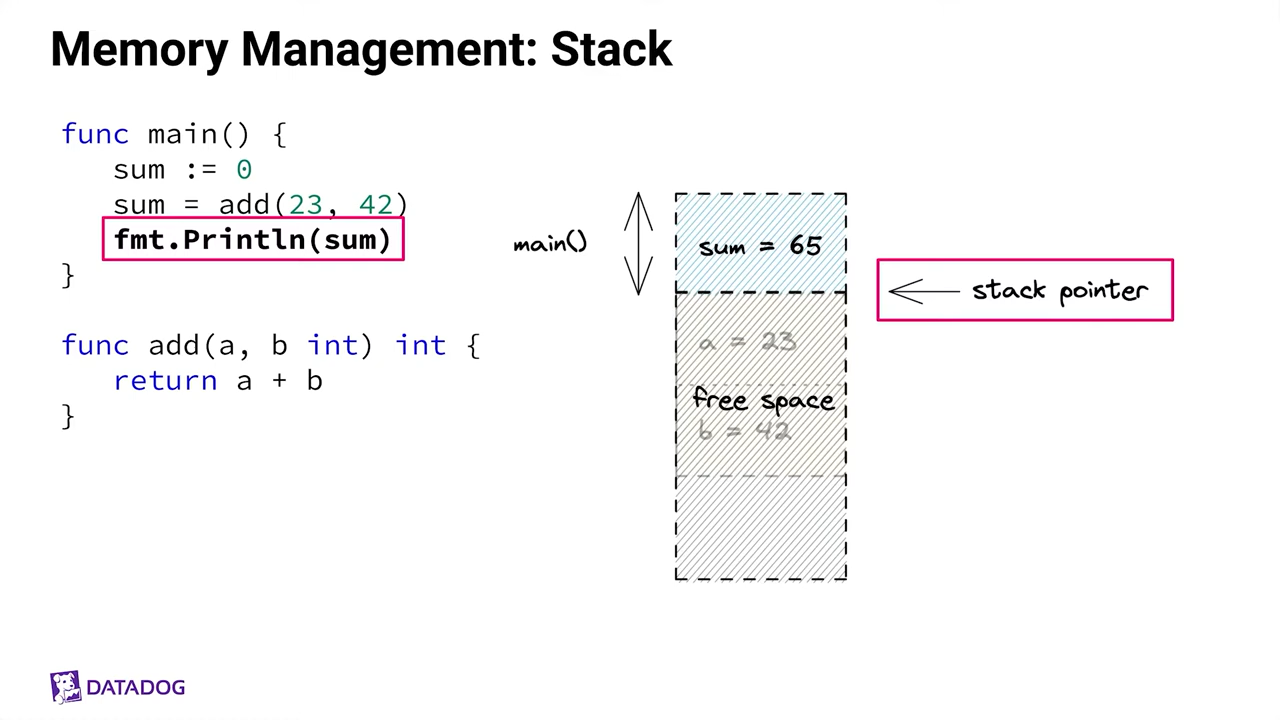 Memory Management: Stack
func main() {
sum := 0
sum = add(23, 42)
fmt.Println(sum)
}
func add(a, b int) int {
return a + b
}
main()
sum = 65
stack pointer
a = 23
free space
b = 42
DATADOG